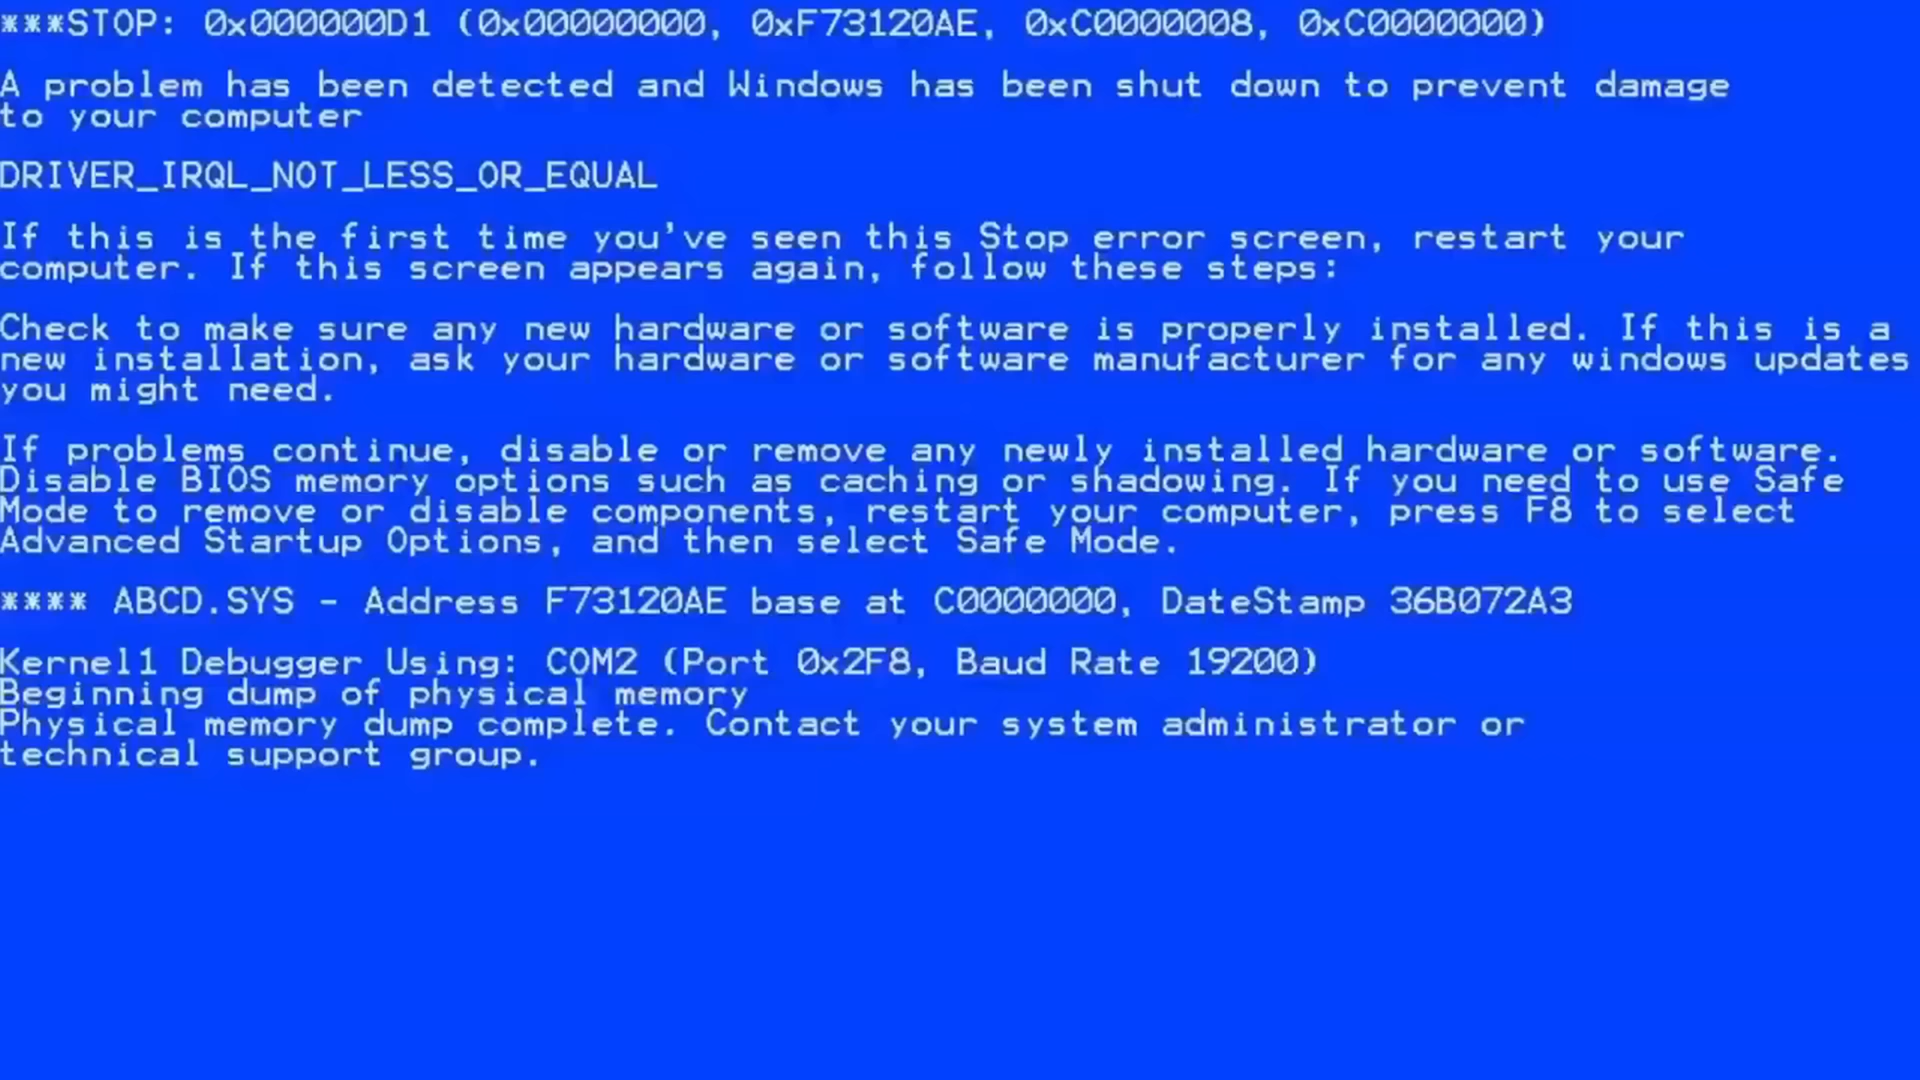 ***STOP: 0x000000D1 (0x00000000, 0xF73120AE, 0xC0000008, 0xC0000000)
A problem has been detected and Windows has been shut down to prevent damage
to your computer
DRIVER_IRQL_NOT_LESS_OR_EQUAL
If this is the first time you've seen this Stop error screen, restart your
computer. If this screen appears again, follow these steps:
Check to make sure any new hardware or software is properly installed. If this is a
new installation, ask your hardware or software manufacturer for any windows updates
you might need.
If problems continue, disable or remove any newly installed hardware or software.
Disable BIOS memory options such as caching or shadowing. If you need to use Safe
Mode to remove or disable components, restart your computer, press F8 to select
Advanced Startup Options, and then select Safe Mode.
**** ABCD.SYS - Address F73120AE base at C0000000, DateStamp 36B072A3
Kernel1 Debugger Using: COM2 (Port 0x2F8, Baud Rate 19200)
Beginning dump of physical memory
Physical memory dump complete. Contact your system administrator or
technical support group.